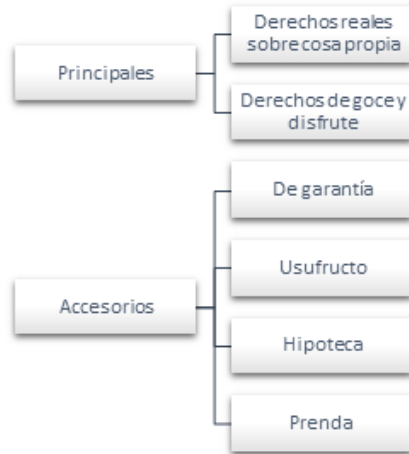 Principales
Derechos reales
sobre cosa propia
Derechos de goce y
disfrute
Accesorios
De garantía
Usufructo
Hipoteca
Prenda